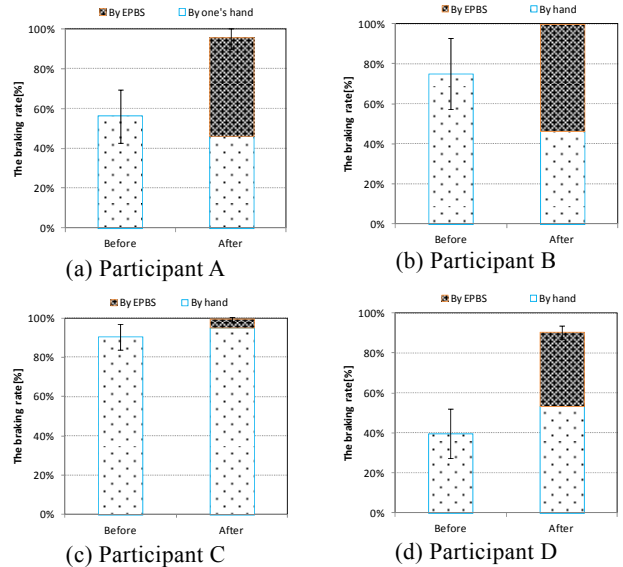 By EPBS By one's hand
The braking rate[%]
100%
80%
60%
40%
20%
0%
Before After
(a) Participant A
By EPBS By hand
The braking rate[%]
100%
80%
60%
40%
20%
0%
Before After
(b) Participant B
By EPBS By hand
The braking rate[%]
100%
80%
60%
40%
20%
0%
Before After
(c) Participant C
By EPBS By hand
The braking rate[%]
100%
80%
60%
40%
20%
0%
Before After
(d) Participant D